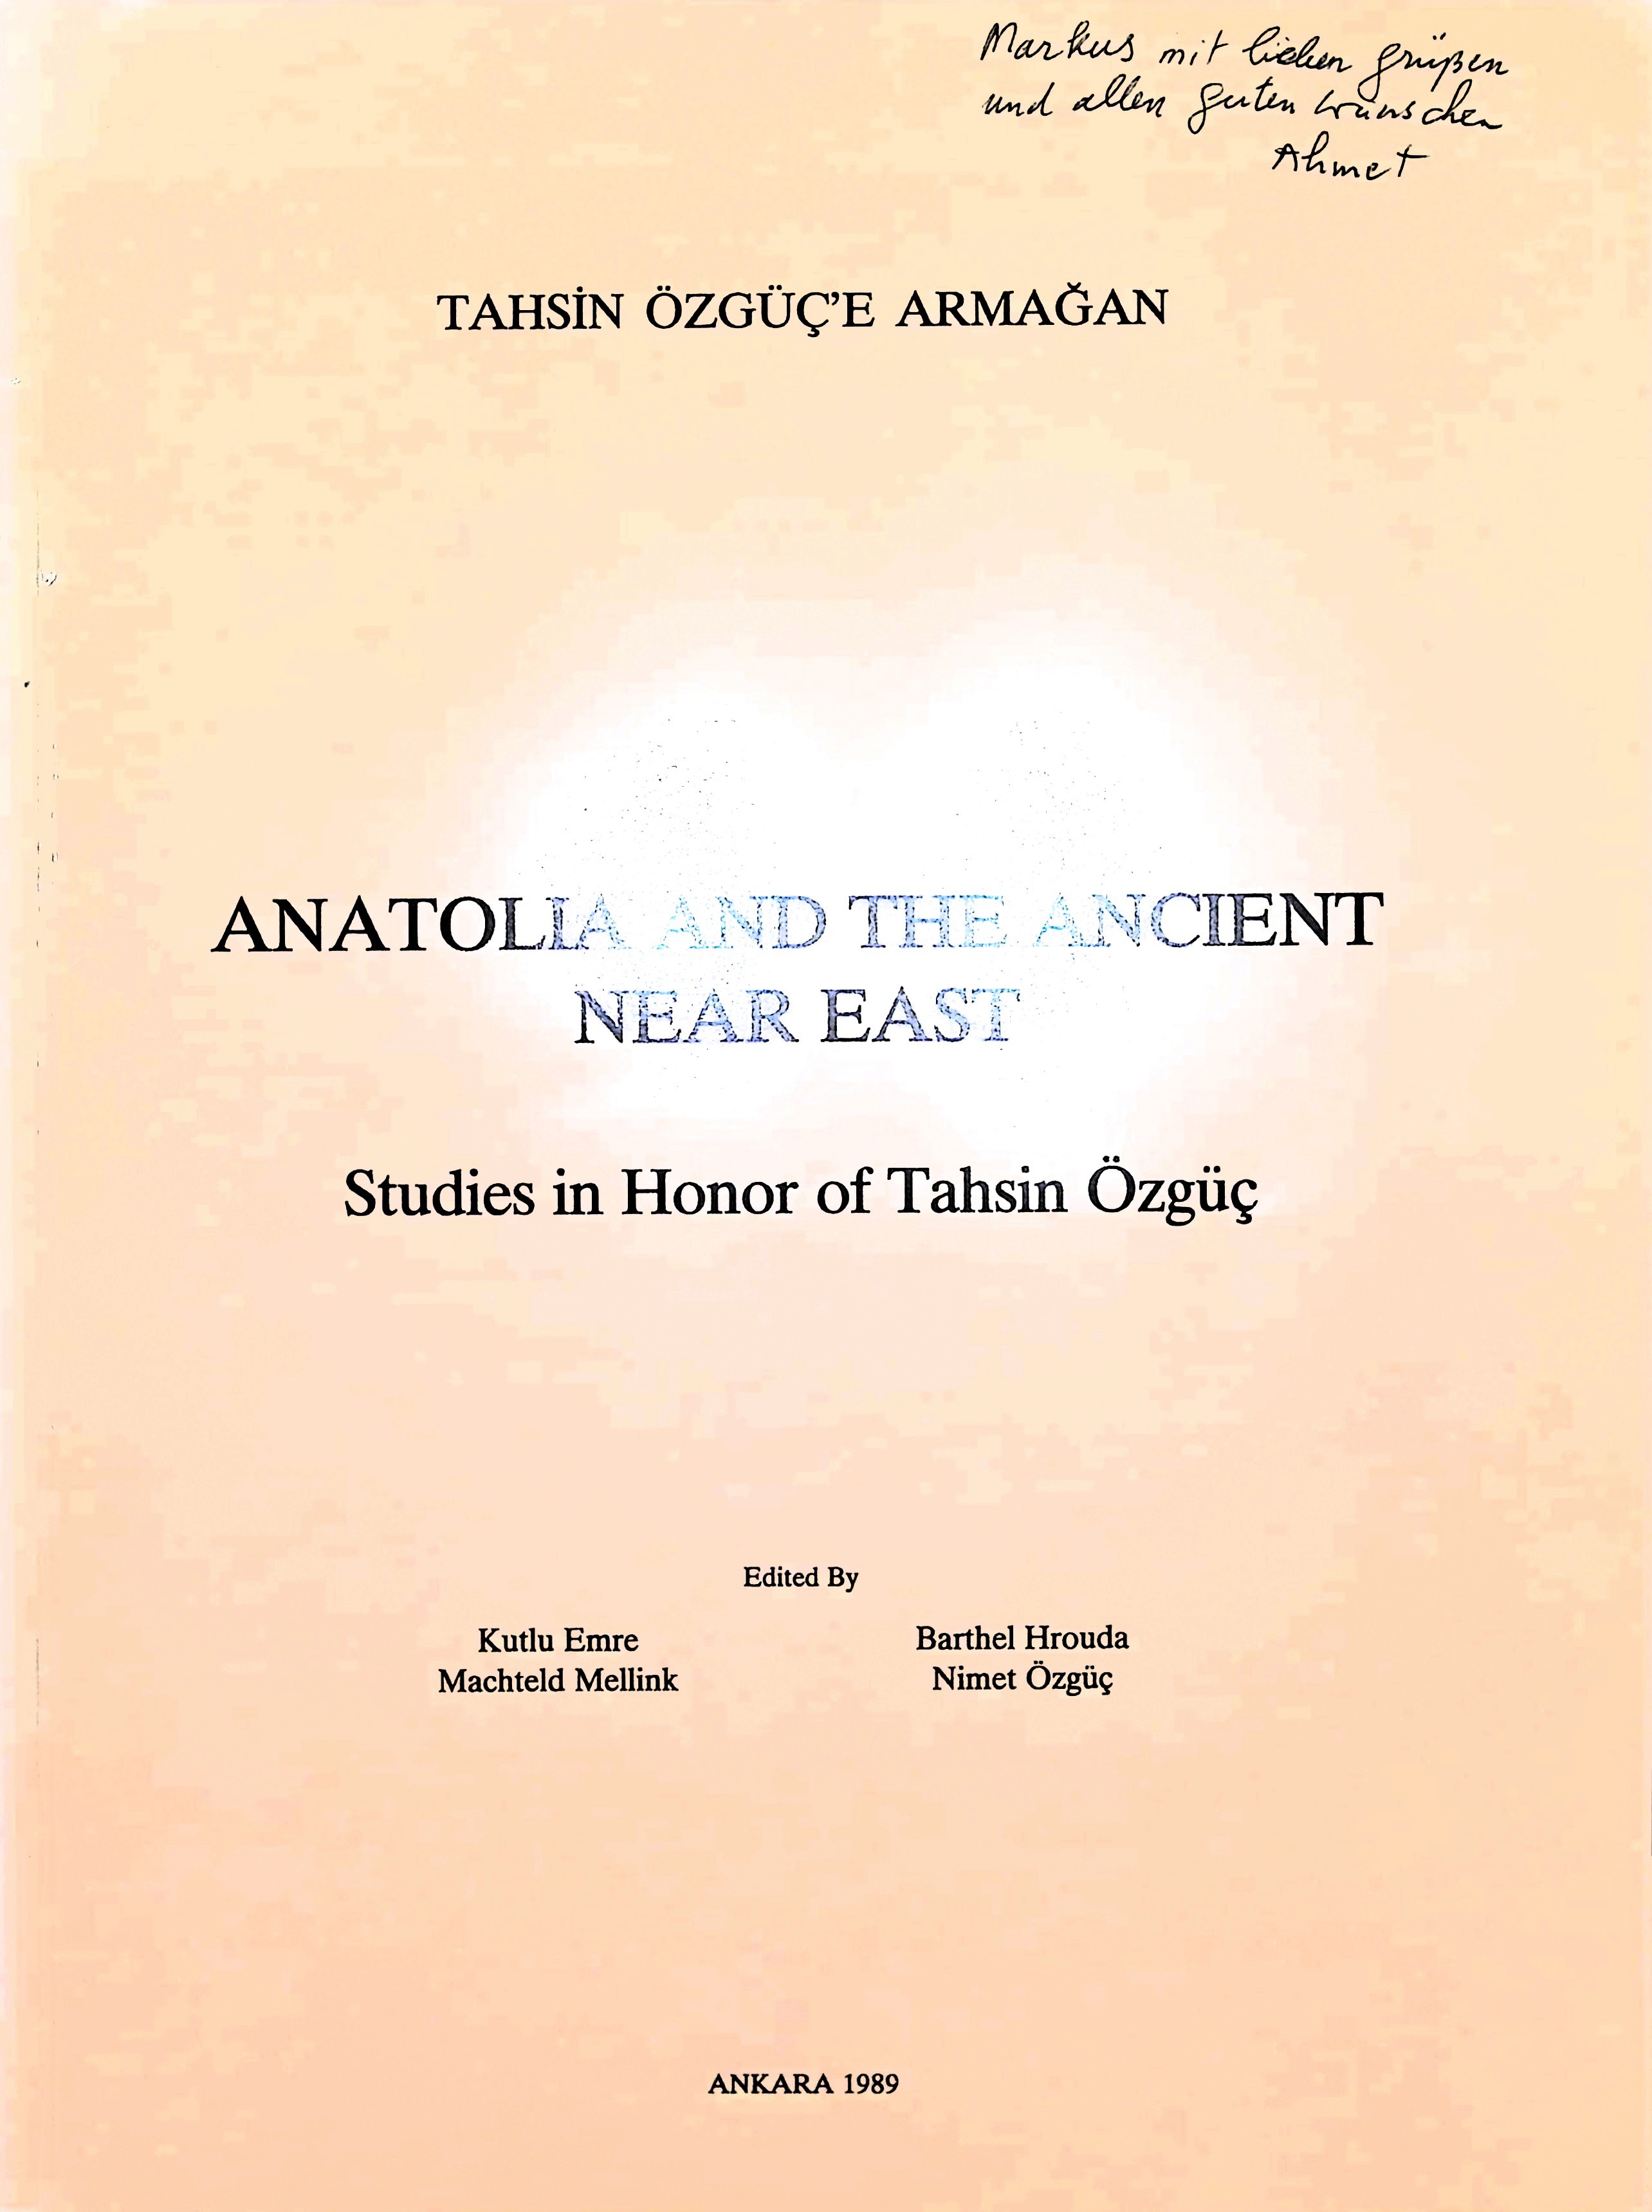 Markus mit lieben grüßen
und allen guten wünschen
Ahmet
TAHSİN ÖZGÜÇ’E ARMAĞAN
ANATOLIA AND THE ANCIENT
NEAR EAST
Studies in Honor of Tahsin Özgüç
Edited By
Kutlu Emre
Machteld Mellink
Barthel Hrouda
Nimet Özgüç
ANKARA 1989